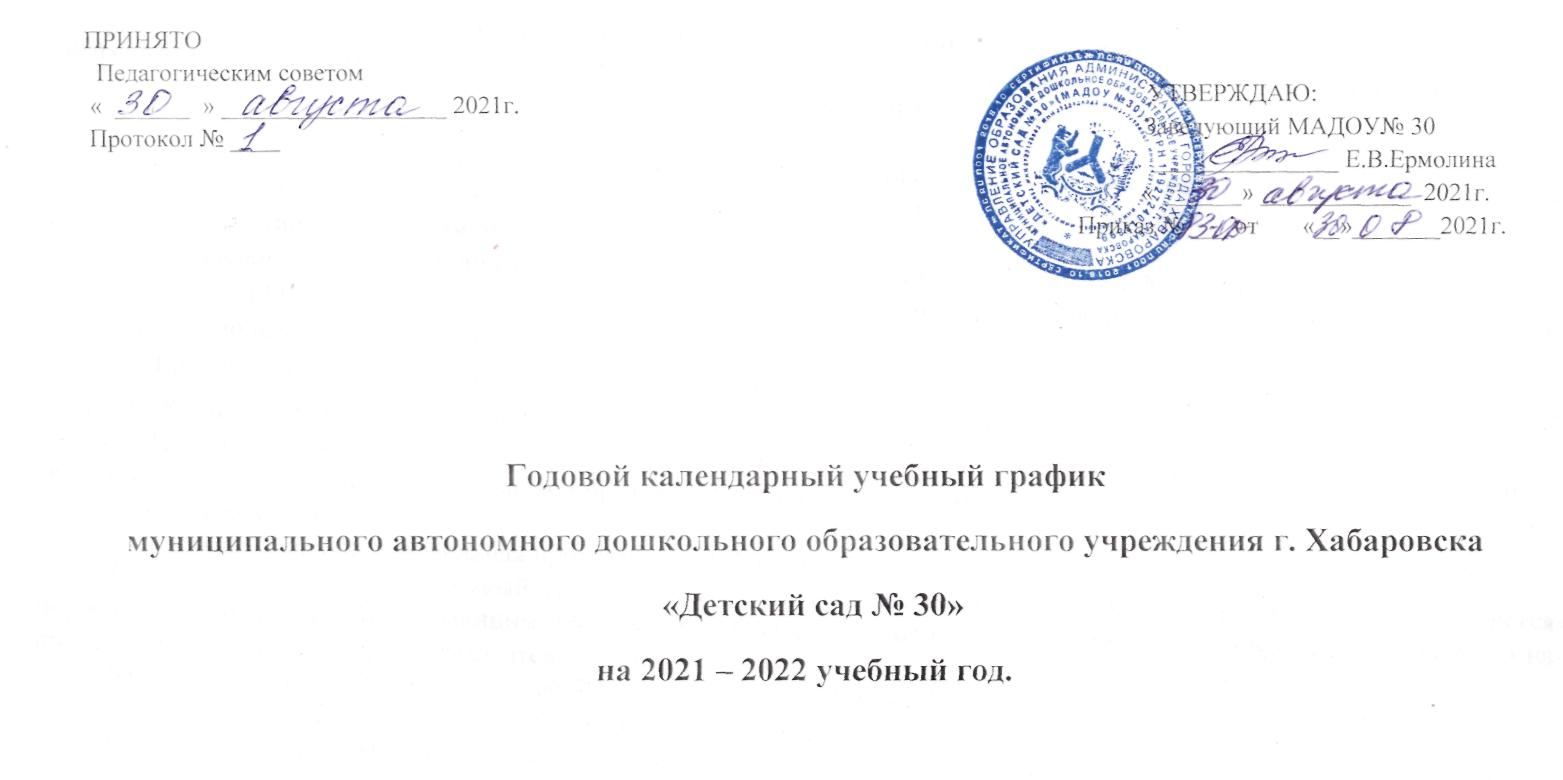 ПРИНЯТО
Педагогическим советом
« 30 » августа 2021г.
Протокол № 1
УТВЕРЖДАЮ:
Заведующий МАДОУ№ 30
Е.В.Ермолина
30» августа 2021г.
Приказ № от «30» 08 2021г.
Годовой календарный учебный график
муниципального автономного дошкольного образовательного учреждения г. Хабаровска
«Детский сад № 30»
на 2021 – 2022 учебный год.